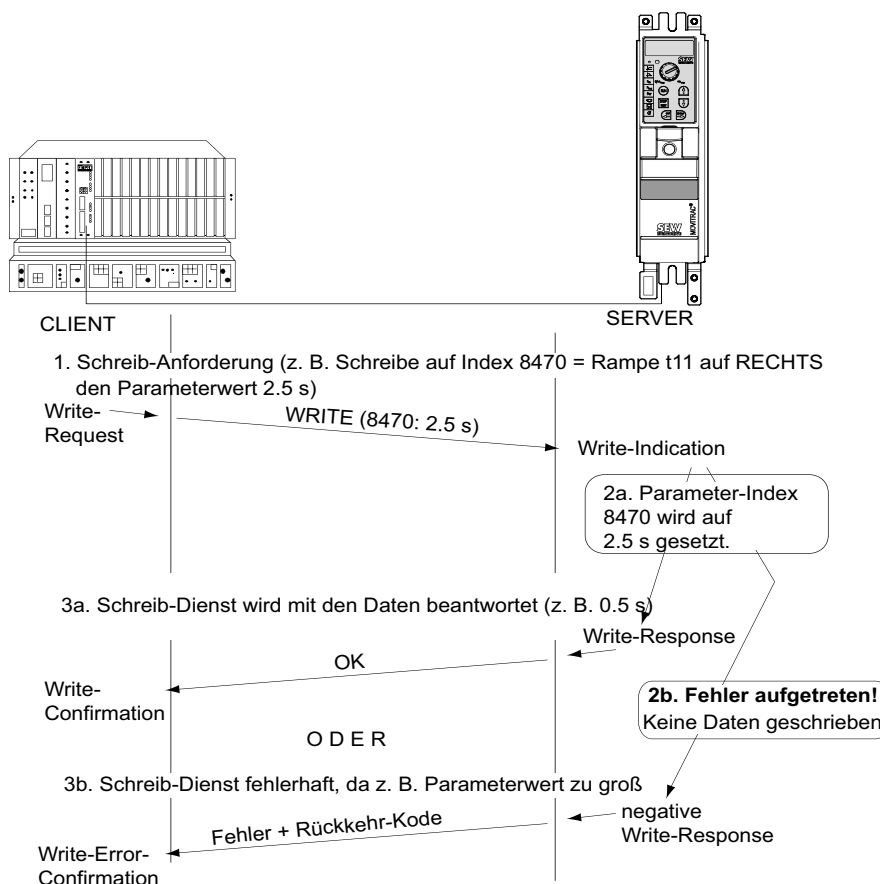 SEW
SEW
MOVITRAC®
CLIENT
SERVER
1. Schreib-Anforderung (z. B. Schreibe auf Index 8470 = Rampe t11 auf RECHTS
den Parameterwert 2.5 s)
Write-
Request
WRITE (8470: 2.5 s)
Write-Indication
2a. Parameter-Index
8470 wird auf
2.5 s gesetzt.
3a. Schreib-Dienst wird mit den Daten beantwortet (z. B. 0.5 s)
Write-Response
OK
Write-
Confirmation
2b. Fehler aufgetreten!
Keine Daten geschrieben
O D E R
3b. Schreib-Dienst fehlerhaft, da z. B. Parameterwert zu groß
negative
Write-Response
Fehler + Rückkehr-Kode
Write-Error-
Confirmation